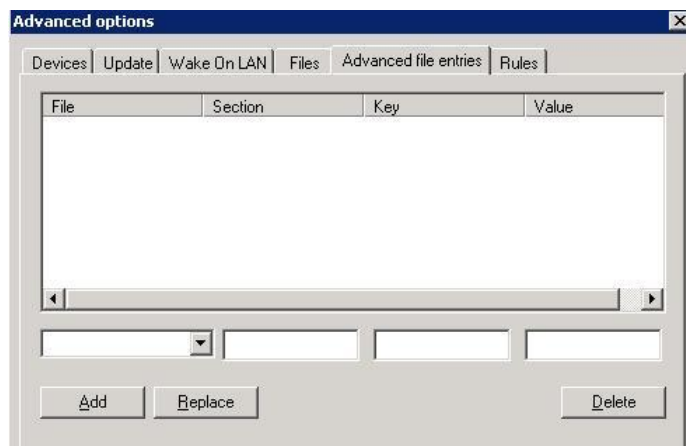 Advanced options
Devices Update Wake On LAN Files Advanced file entries Rules
File Section Key Value
Add Replace Delete